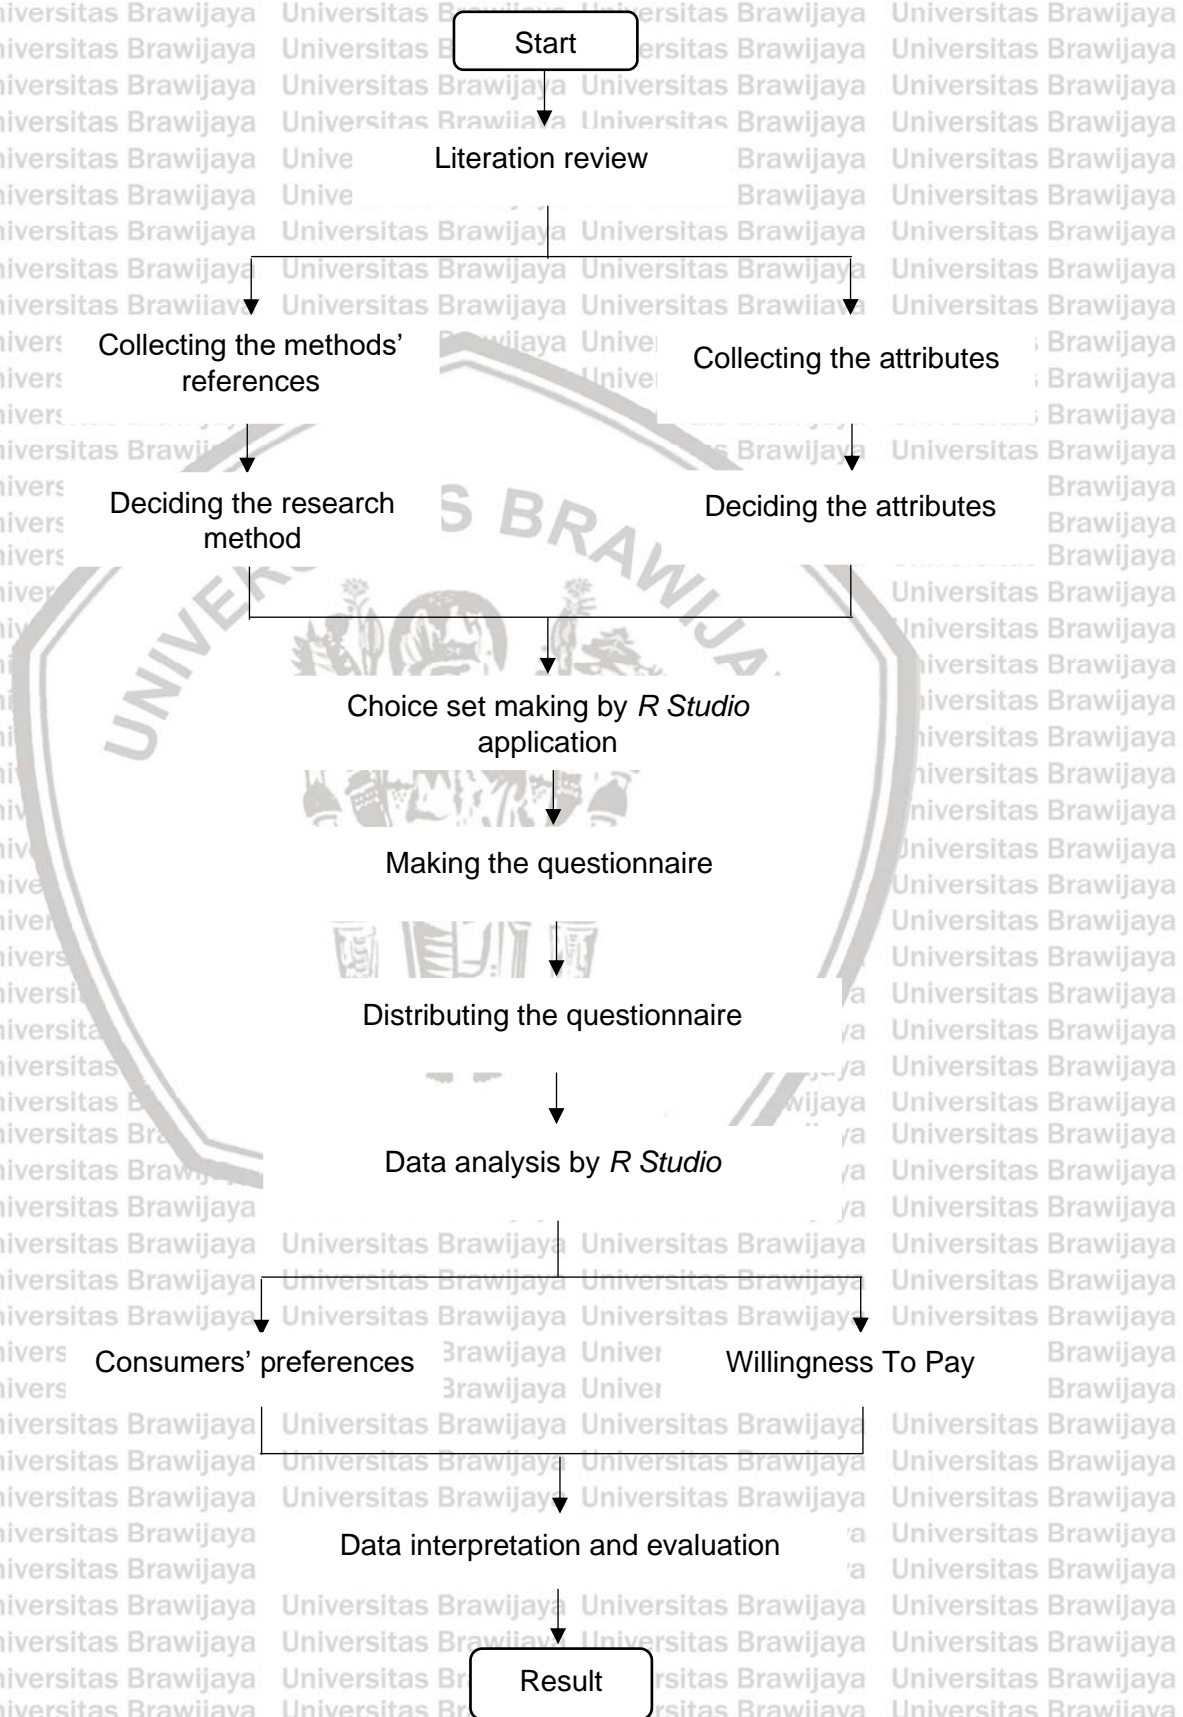 Start
Literation review
Collecting the methods’
references
Collecting the attributes
Deciding the research
method
Deciding the attributes
Choice set making by R Studio
application
Making the questionnaire
Distributing the questionnaire
Data analysis by R Studio
Consumers’ preferences
Willingness To Pay
Data interpretation and evaluation
Result